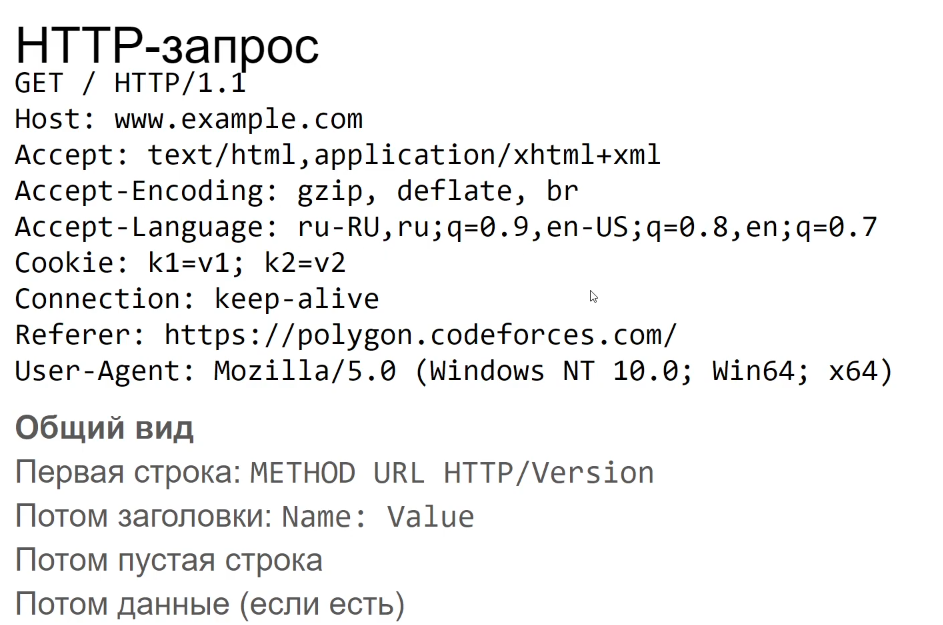 HTTP-запрос
GET / HTTP/1.1
Host: www.example.com
Accept: text/html,application/xhtml+xml
Accept-Encoding: gzip, deflate, br
Accept-Language: ru-RU,ru;q=0.9,en-US;q=0.8,en;q=0.7
Cookie: k1=v1; k2=v2
Connection: keep-alive
Referer: https://polygon.codeforces.com/
User-Agent: Mozilla/5.0 (Windows NT 10.0; Win64; x64)
Общий вид
Первая строка: METHOD URL HTTP/Version
Потом заголовки: Name: Value
Потом пустая строка
Потом данные (если есть)